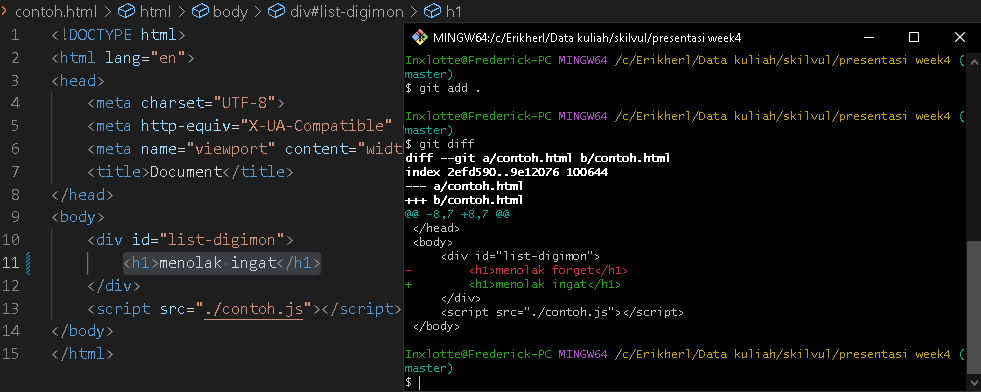 contoh.html > html > body > div#list-digimon > h1
1 <!DOCTYPE html>
2 <html lang="en">
3 <head>
4 <meta charset="UTF-8">
5 <meta http-equiv="X-UA-Compatible"
6 <meta name="viewport" content="widt
7 <title>Document</title>
8 </head>
9 <body>
10 <div id="list-digimon">
11 <h1>menolak ingat</h1>
12 </div>
13 <script src="./contoh.js"></script>
14 </body>
15 </html>
MINGW64:/c/Erikherl/Data kuliah/skilvul/presentasi week4
Inxlotte@Frederick-PC MINGW64 /c/Erikherl/Data kuliah/skilvul/presentasi week4 (
master)
$ git add .
Inxlotte@Frederick-PC MINGW64 /c/Erikherl/Data kuliah/skilvul/presentasi week4 (
master)
$ git diff
diff --git a/contoh.html b/contoh.html
index 2efd590..9e12076 100644
--- a/contoh.html
+++ b/contoh.html
@@ -8,7 +8,7 @@
</head>
<body>
<div id="list-digimon">
- <h1>menolak forget</h1>
+ <h1>menolak ingat</h1>
</div>
<script src="./contoh.js"></script>
</body>
Inxlotte@Frederick-PC MINGW64 /c/Erikherl/Data kuliah/skilvul/presentasi week4 (
master)
$